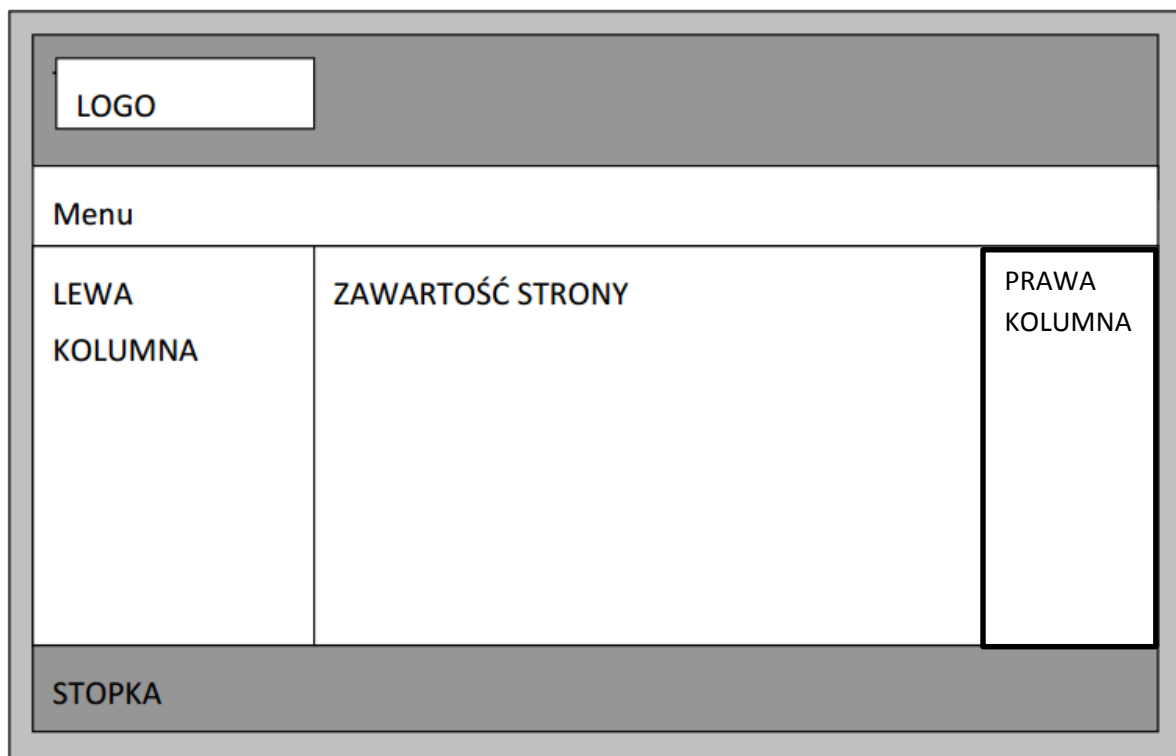 LOGO
Menu
LEWA
KOLUMNA
ZAWARTOŚĆ STRONY
PRAWA
KOLUMNA
STOPKA